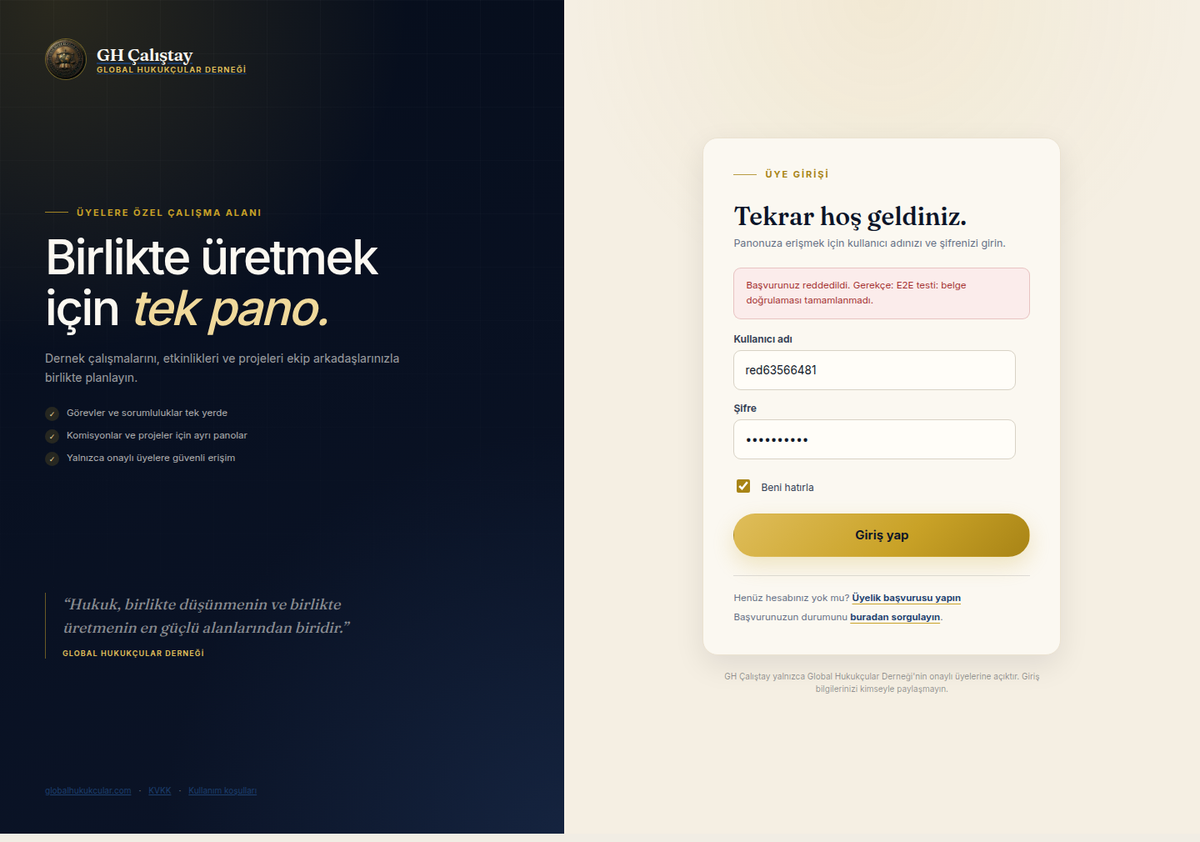 GH Çalıştay
GLOBAL HUKUKÇULAR DERNEĞİ
ÜYELERE ÖZEL ÇALIŞMA ALANI
Birlikte üretmek
için tek pano.
Dernek çalışmalarını, etkinlikleri ve projeleri ekip arkadaşlarınızla
birlikte planlayın.
✓ Görevler ve sorumluluklar tek yerde
✓ Komisyonlar ve projeler için ayrı panolar
✓ Yalnızca onaylı üyelere güvenli erişim
“Hukuk, birlikte düşünmenin ve birlikte
üretmenin en güçlü alanlarından biridir.”
GLOBAL HUKUKÇULAR DERNEĞİ
globalhukukcular.com • KVKK • Kullanım koşulları
ÜYE GİRİŞİ
Tekrar hoş geldiniz.
Panonuza erişmek için kullanıcı adınızı ve şifrenizi girin.
Başvurunuz reddedildi. Gerekçe: E2E testi: belge
doğrulaması tamamlanmadı.
Kullanıcı adı
red63566481
Şifre
••••••••••
Beni hatırla
Giriş yap
Henüz hesabınız yok mu? Üyelik başvurusu yapın
Başvurunuzun durumunu buradan sorgulayın.
GH Çalıştay yalnızca Global Hukukçular Derneği'nin onaylı üyelerine açıktır. Giriş
bilgilerinizi kimseyle paylaşmayın.